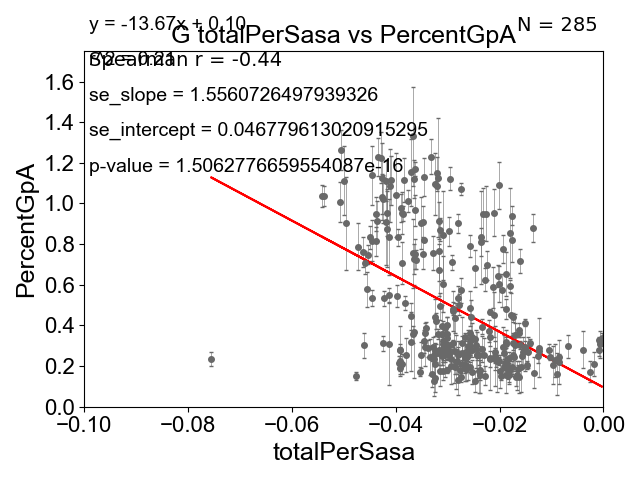 y = -13.67x + 0.10
N = 285
G totalPerSasa vs PercentGpA
Spearman r = -0.44
se_slope = 1.5560726497939326
se_intercept = 0.046779613020915295
p-value = 1.5062776659554087e-16
PercentGpA
1.6
1.4
1.2
1.0
0.8
0.6
0.4
0.2
0.0
−0.10 −0.08 −0.06 −0.04 −0.02 0.00
totalPerSasa